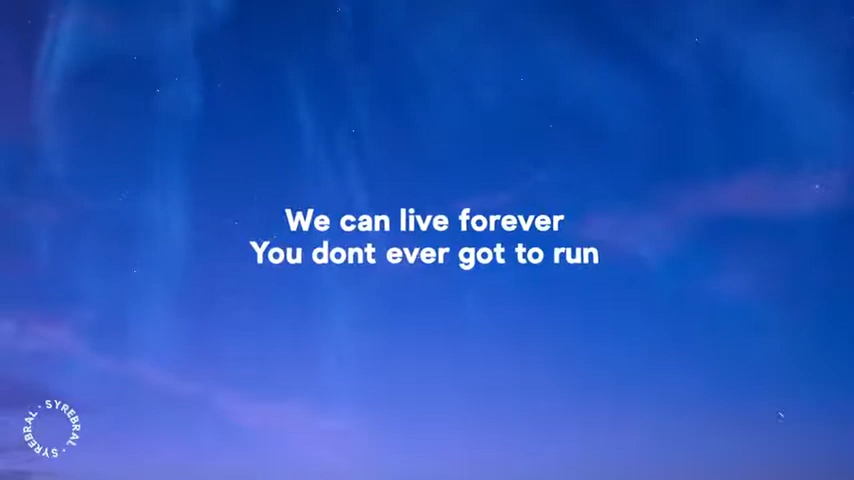 We can live forever
You dont ever got to run
SYREBRAL · SYREBRAL ·